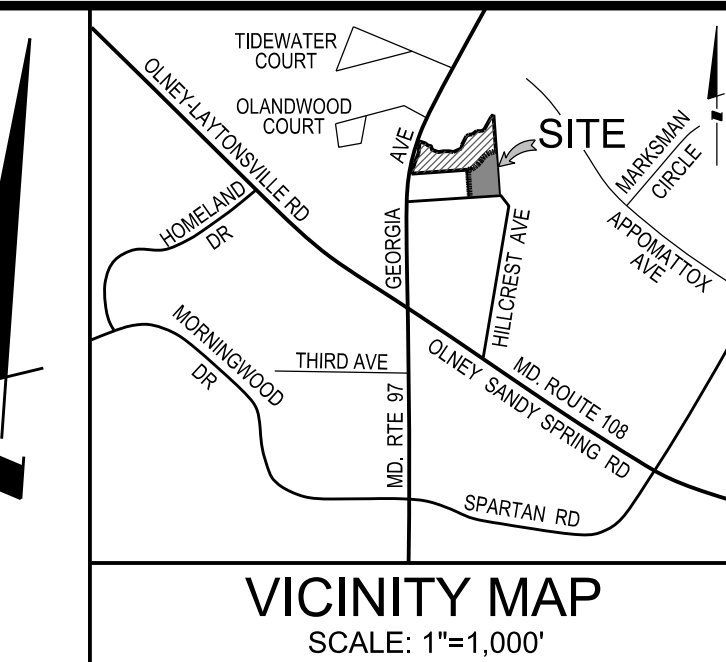 TIDEWATER
COURT
OLNEY-LAYTONSVILLE RD
OLANDWOOD
COURT
AVE
SITE
MARKSMAN
CIRCLE
HOMELAND
DR
GEORGIA
HILLCREST AVE
APPOMATTOX
AVE
MORNINGWOOD
DR
THIRD AVE
MD. ROUTE 108
OLNEY SANDY SPRING RD
MD. RTE 97
SPARTAN RD
VICINITY MAP
SCALE: 1"=1,000'